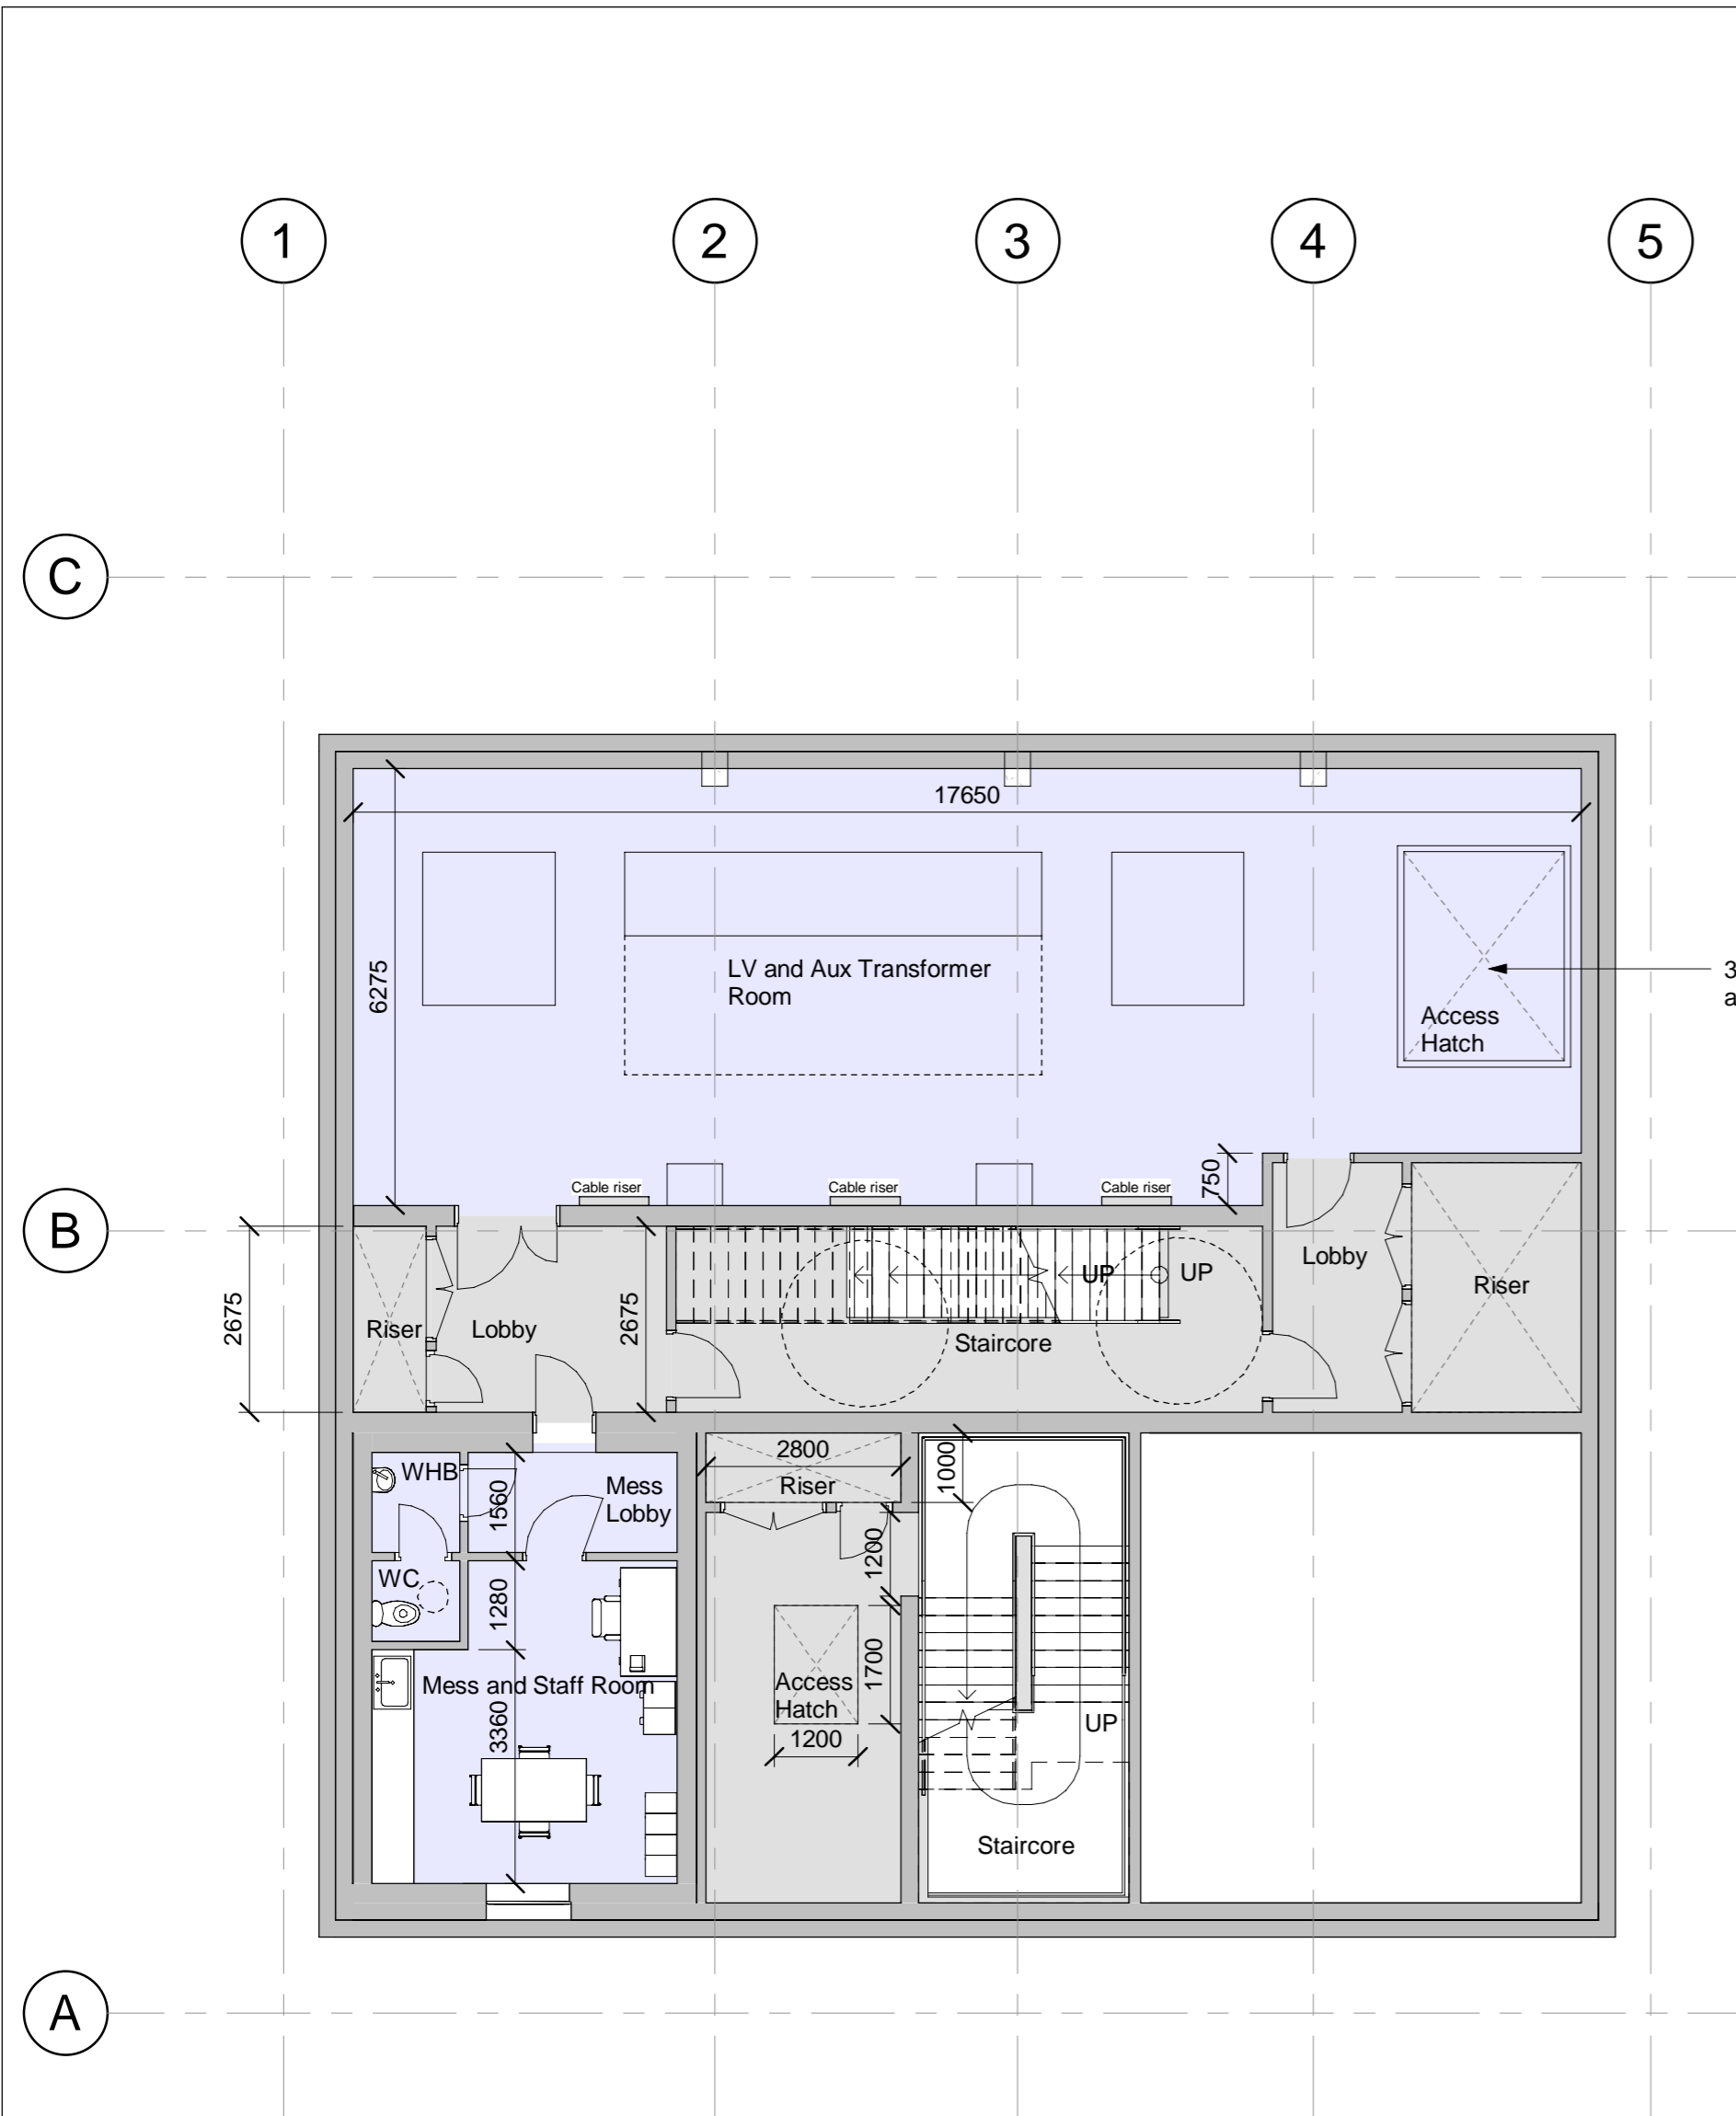 1
2
3
4
5
C
17650
6275
LV and Aux Transformer
Room
3
a
Access
Hatch
750
Cable riser
Cable riser
Cable riser
B
2675
Riser
Lobby
2675
UP
UP
Staircore
Lobby
Riser
WHB
1560
Mess
Lobby
2800
Riser
1000
1200
WC
1280
Mess and Staff Room
3360
1700
Access
Hatch
1200
UP
Staircore
A